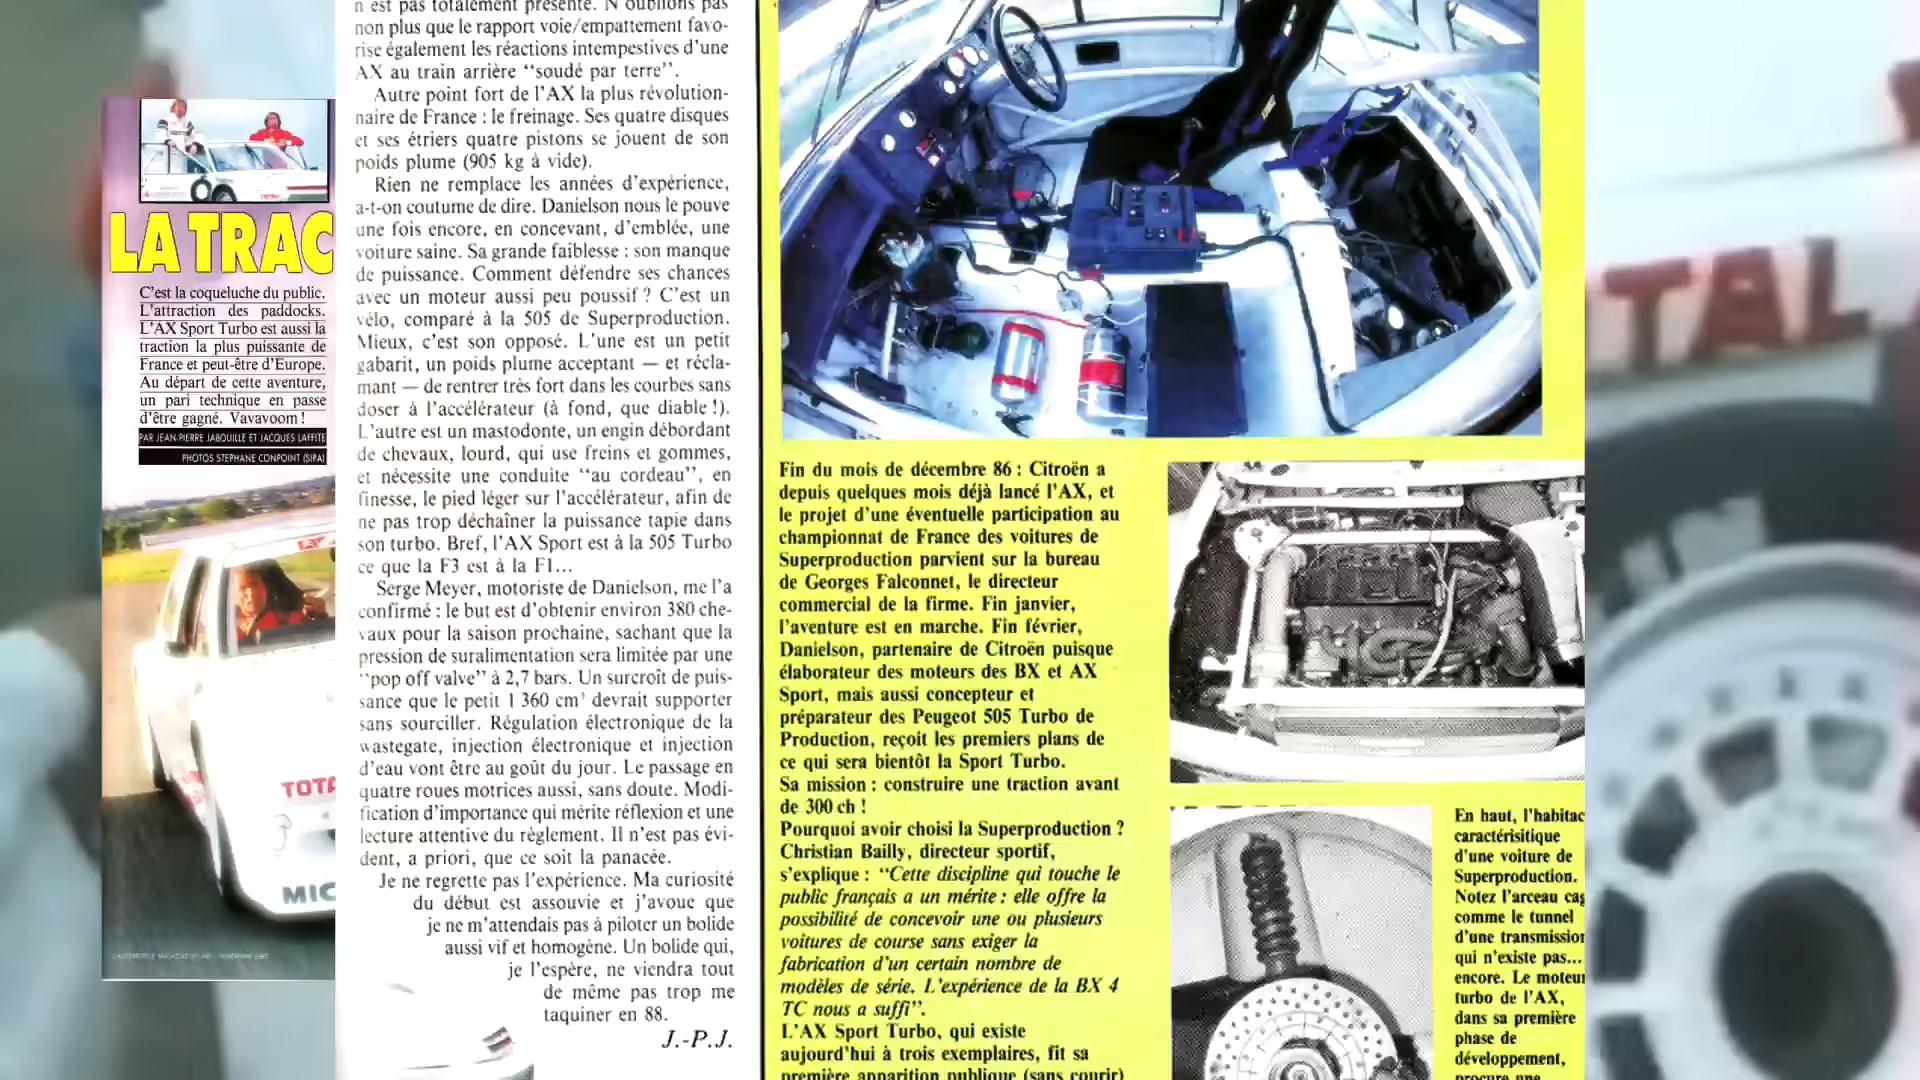 LA TRAC
C'est la coqueluche du public.
L'attraction des paddocks.
L'AX Sport Turbo est aussi la
traction la plus puissante de
France et peut-être d'Europe.
Au départ de cette aventure,
un pari technique en passe
d'être gagné. Vavavoom !
PAR JEAN-PIERRE JABOUILLE ET JACQUES LAFFITE
PHOTOS STEPHANE COMPOINT (SIPA)
TOTA
MIC
n'est pas totalement présente. N'oublions pas
non plus que le rapport voie/empattement favo-
rise également les réactions intempestives d'une
AX au train arrière “soudé par terre”.
Autre point fort de l'AX la plus révolution-
naire de France : le freinage. Ses quatre disques
et ses étriers quatre pistons se jouent de son
poids plume (905 kg à vide).
Rien ne remplace les années d'expérience,
a-t-on coutume de dire. Danielson nous le pouve
une fois encore, en concevant, d'emblée, une
voiture saine. Sa grande faiblesse : son manque
de puissance. Comment défendre ses chances
avec un moteur aussi peu poussif ? C'est un
vélo, comparé à la 505 de Superproduction.
Mieux, c'est son opposé. L'une est un petit
gabarit, un poids plume acceptant — et récla-
mant — de rentrer très fort dans les courbes sans
doser à l'accélérateur (à fond, que diable !).
L'autre est un mastodonte, un engin débordant
de chevaux, lourd, qui use freins et gommes,
et nécessite une conduite “au cordeau”, en
finesse, le pied léger sur l'accélérateur, afin de
ne pas trop déchaîner la puissance tapie dans
son turbo. Bref, l'AX Sport est à la 505 Turbo
ce que la F3 est à la F1...
Serge Meyer, motoriste de Danielson, me l'a
confirmé : le but est d'obtenir environ 380 che-
vaux pour la saison prochaine, sachant que la
pression de suralimentation sera limitée par une
“pop off valve” à 2,7 bars. Un surcroît de puis-
sance que le petit 1 360 cm³ devrait supporter
sans sourciller. Régulation électronique de la
wastegate, injection électronique et injection
d'eau vont être au goût du jour. Le passage en
quatre roues motrices aussi, sans doute. Modi-
fication d'importance qui mérite réflexion et une
lecture attentive du règlement. Il n'est pas évi-
dent, a priori, que ce soit la panacée.
Je ne regrette pas l'expérience. Ma curiosité
du début est assouvie et j'avoue que
je ne m'attendais pas à piloter un bolide
aussi vif et homogène. Un bolide qui,
je l'espère, ne viendra tout
de même pas trop me
taquiner en 88.
J.-P.J.
Fin du mois de décembre 86 : Citroën a
depuis quelques mois déjà lancé l'AX, et
le projet d'une éventuelle participation au
championnat de France des voitures de
Superproduction parvient sur la bureau
de Georges Falconnet, le directeur
commercial de la firme. Fin janvier,
l'aventure est en marche. Fin février,
Danielson, partenaire de Citroën puisque
élaborateur des moteurs des BX et AX
Sport, mais aussi concepteur et
préparateur des Peugeot 505 Turbo de
Production, reçoit les premiers plans de
ce qui sera bientôt la Sport Turbo.
Sa mission : construire une traction avant
de 300 ch !
Pourquoi avoir choisi la Superproduction ?
Christian Bailly, directeur sportif,
s'explique : “Cette discipline qui touche le
public français a un mérite : elle offre la
possibilité de concevoir une ou plusieurs
voitures de course sans exiger la
fabrication d'un certain nombre de
modèles de série. L'expérience de la BX 4
TC nous a suffi”.
L'AX Sport Turbo, qui existe
aujourd'hui à trois exemplaires, fit sa
première apparition publique (sans courir)
En haut, l'habitac
caractérisitique
d'une voiture de
Superproduction.
Notez l'arceau cag
comme le tunnel
d'une transmission
qui n'existe pas...
encore. Le moteur
turbo de l'AX,
dans sa première
phase de
développement,
procure une
TAL